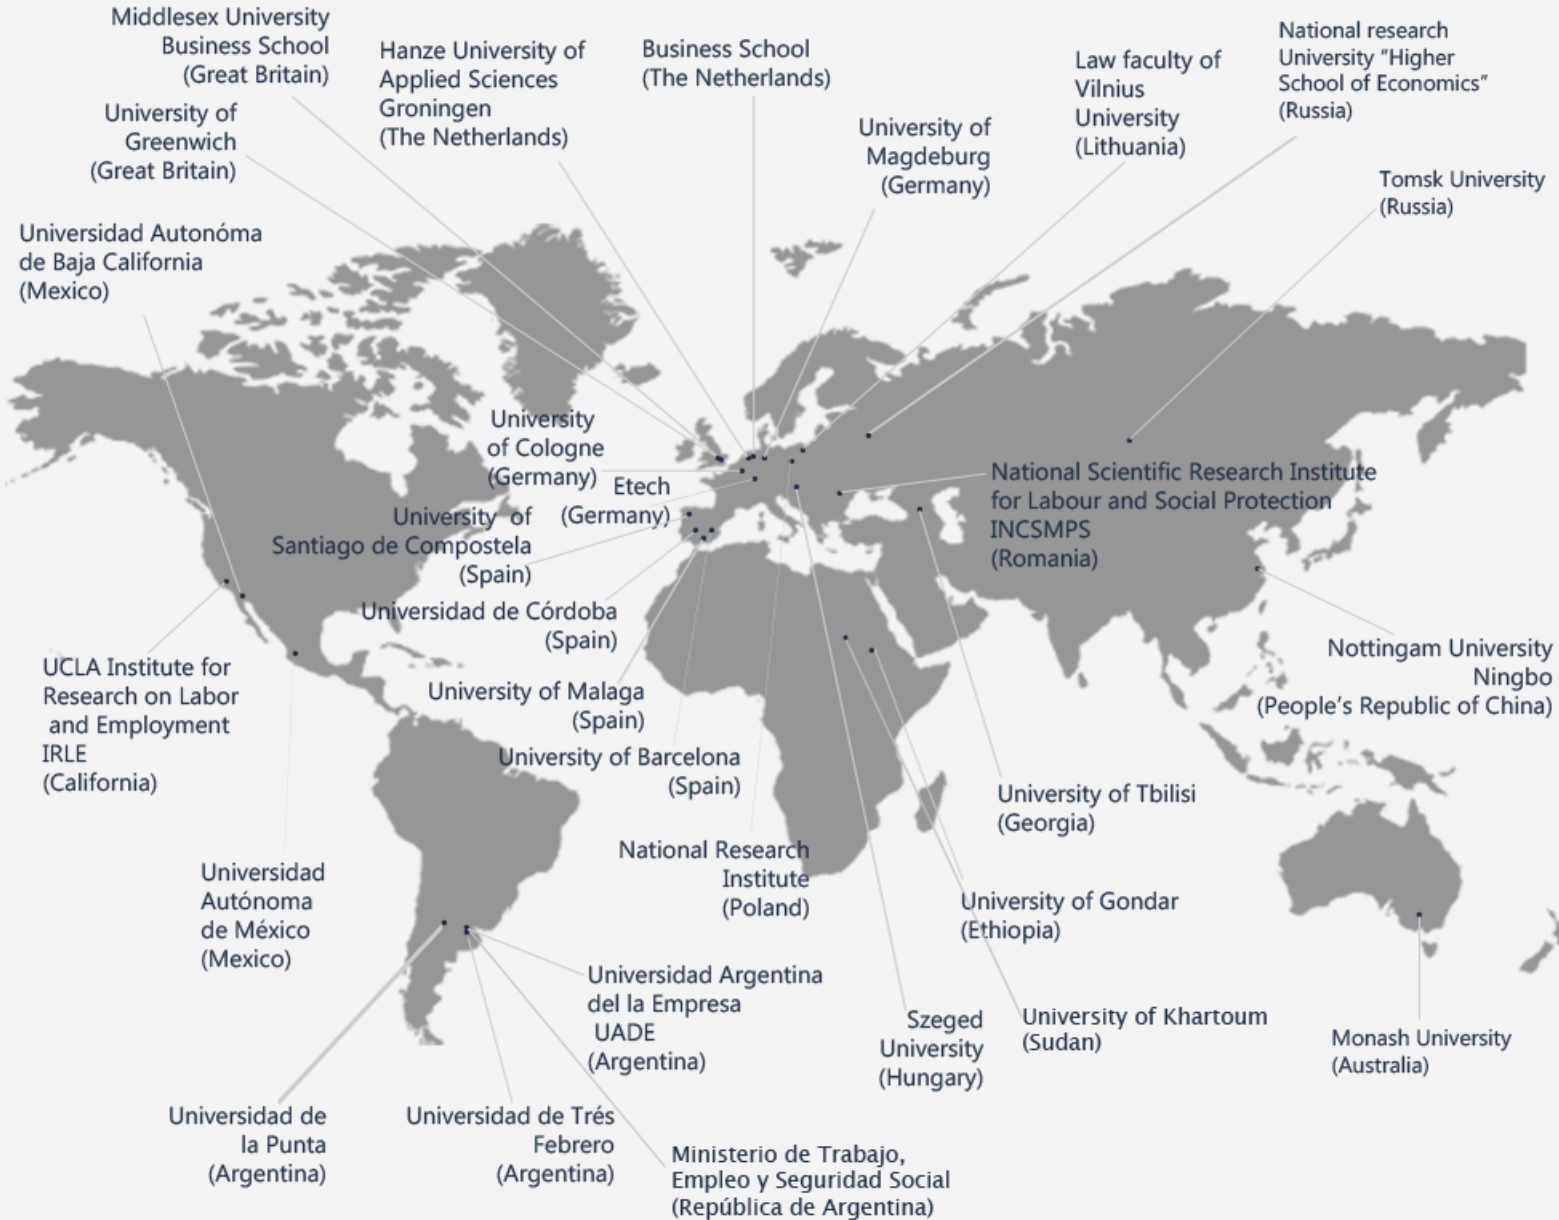 Middlesex University
Business School
(Great Britain)
Hanze University of
Applied Sciences
Groningen
(The Netherlands)
Business School
(The Netherlands)
Law faculty of
Vilnius
University
(Lithuania)
National research
University “Higher
School of Economics”
(Russia)
University of
Greenwich
(Great Britain)
University of
Magdeburg
(Germany)
Tomsk University
(Russia)
Universidad Autonóma
de Baja California
(Mexico)
University
of Cologne
(Germany)
Etech
(Germany)
National Scientific Research Institute
for Labour and Social Protection
INCSMPS
(Romania)
University of
Santiago de Compostela
(Spain)
Universidad de Córdoba
(Spain)
UCLA Institute for
Research on Labor
and Employment
IRLE
(California)
University of Malaga
(Spain)
Nottingam University
Ningbo
(People’s Republic of China)
University of Barcelona
(Spain)
University of Tbilisi
(Georgia)
National Research
Institute
(Poland)
Universidad
Autónoma
de México
(Mexico)
University of Gondar
(Ethiopia)
Universidad Argentina
del la Empresa
UADE
(Argentina)
Szeged
University
(Hungary)
University of Khartoum
(Sudan)
Monash University
(Australia)
Universidad de
la Punta
(Argentina)
Universidad de Trés
Febrero
(Argentina)
Ministerio de Trabajo,
Empleo y Seguridad Social
(República de Argentina)